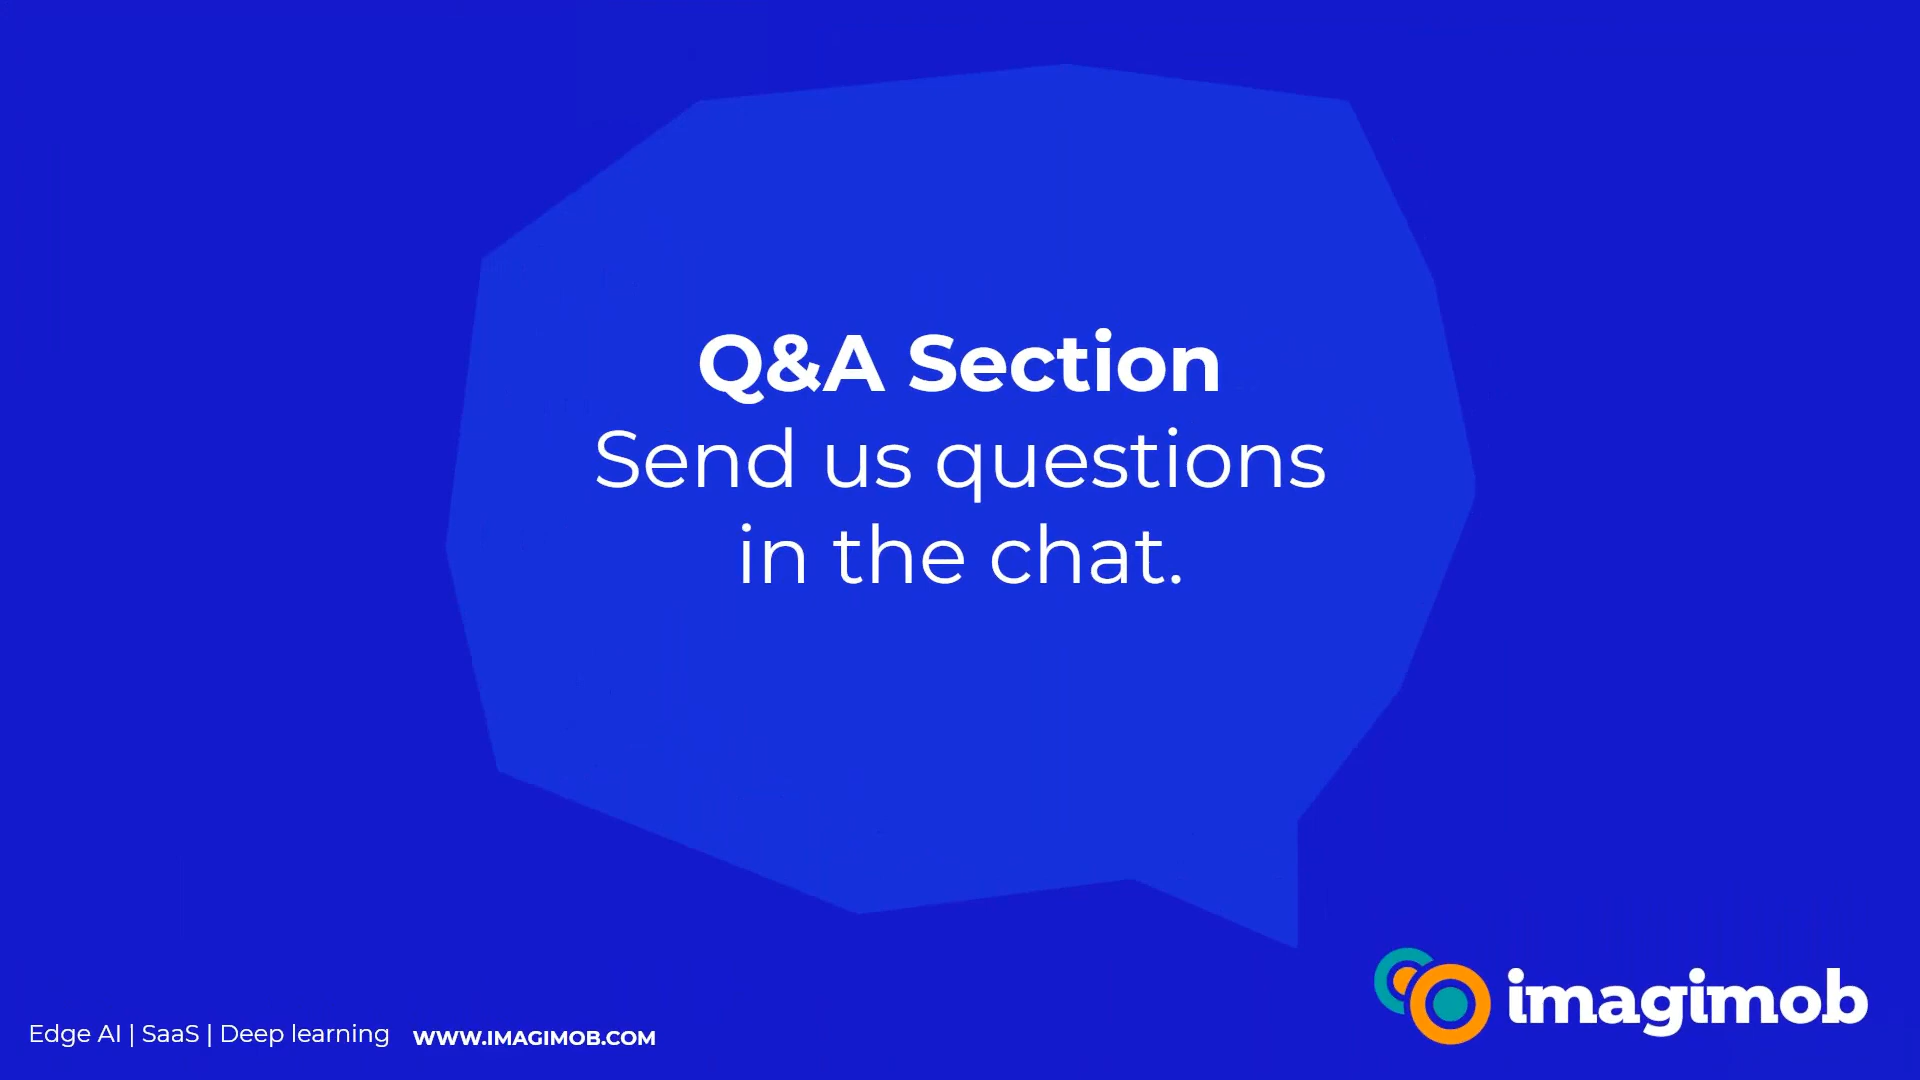 Q&A Section
Send us questions
in the chat.
Edge AI | SaaS | Deep learning WWW.IMAGIMOB.COM
imagimob